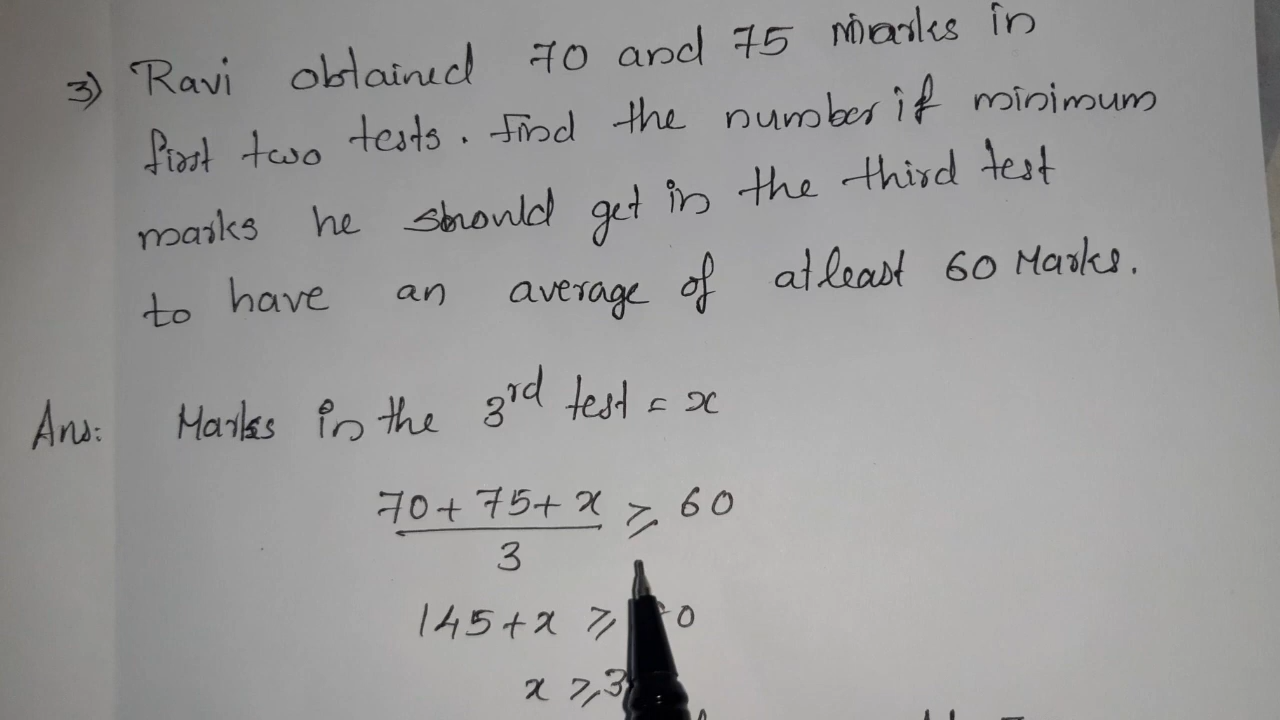 3) Ravi obtained 70 and 75 marks in
first two tests. Find the number if minimum
marks he should get in the third test
to have an average of atleast 60 Marks.
Ans: Marks in the 3rd test = x
70 + 75 + x ≥ 60
3
145 + x ≥ 0
x ≥ 3